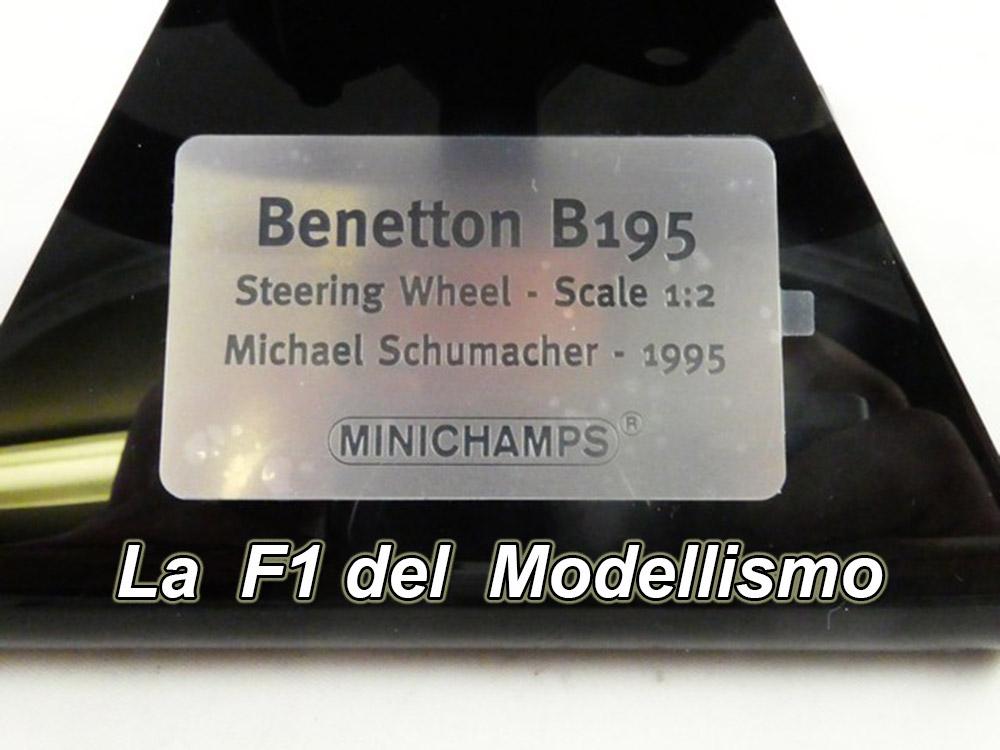 Benetton B195
Steering Wheel - Scale 1:2
Michael Schumacher - 1995
MINICHAMPS®
La F1 del Modellismo